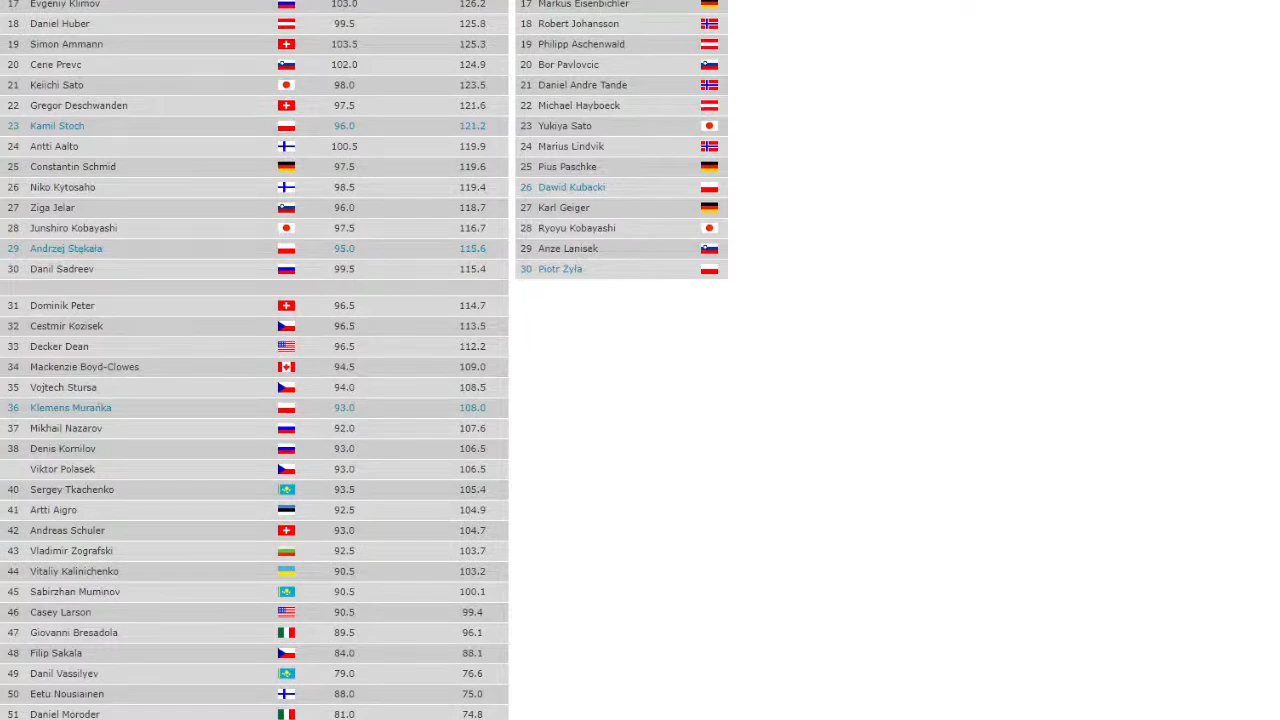 17 Evgeniy Klimov 103.0 126.2
18 Daniel Huber 99.5 125.8
19 Simon Ammann 103.5 125.3
20 Cene Prevc 102.0 124.9
21 Keiichi Sato 98.0 123.5
22 Gregor Deschwanden 97.5 121.6
23 Kamil Stoch 96.0 121.2
24 Antti Aalto 100.5 119.9
25 Constantin Schmid 97.5 119.6
26 Niko Kytosaho 98.5 119.4
27 Ziga Jelar 96.0 118.7
28 Junshiro Kobayashi 97.5 116.7
29 Andrzej Stękała 95.0 115.6
30 Danil Sadreev 99.5 115.4
31 Dominik Peter 96.5 114.7
32 Cestmir Kozisek 96.5 113.5
33 Decker Dean 96.5 112.2
34 Mackenzie Boyd-Clowes 94.5 109.0
35 Vojtech Stursa 94.0 108.5
36 Klemens Murańka 93.0 108.0
37 Mikhail Nazarov 92.0 107.6
38 Denis Kornilov 93.0 106.5
Viktor Polasek 93.0 106.5
40 Sergey Tkachenko 93.5 105.4
41 Artti Aigro 92.5 104.9
42 Andreas Schuler 93.0 104.7
43 Vladimir Zografski 92.5 103.7
44 Vitaliy Kalinichenko 90.5 103.2
45 Sabirzhan Muminov 90.5 100.1
46 Casey Larson 90.5 99.4
47 Giovanni Bresadola 89.5 96.1
48 Filip Sakala 84.0 88.1
49 Danil Vassilyev 79.0 76.6
50 Eetu Nousiainen 88.0 75.0
51 Daniel Moroder 81.0 74.8
17 Markus Eisenbichler
18 Robert Johansson
19 Philipp Aschenwald
20 Bor Pavlovcic
21 Daniel Andre Tande
22 Michael Hayboeck
23 Yukiya Sato
24 Marius Lindvik
25 Pius Paschke
26 Dawid Kubacki
27 Karl Geiger
28 Ryoyu Kobayashi
29 Anze Lanisek
30 Piotr Żyła